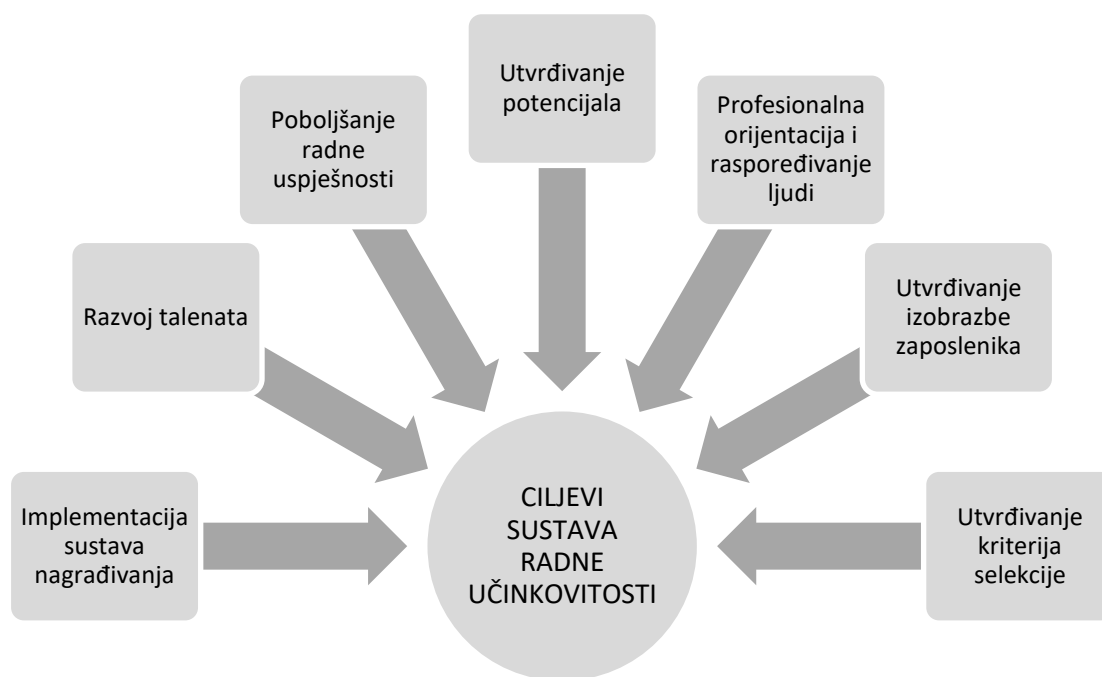 Utvrđivanje
potencijala
Poboljšanje
radne
uspješnosti
Profesionalna
orijentacija i
raspoređivanje
ljudi
Razvoj talenata
Utvrđivanje
izobrazbe
zaposlenika
Implementacija
sustava
nagrađivanja
CILJEVI
SUSTAVA
RADNE
UČINKOVITOSTI
Utvrđivanje
kriterija
selekcije